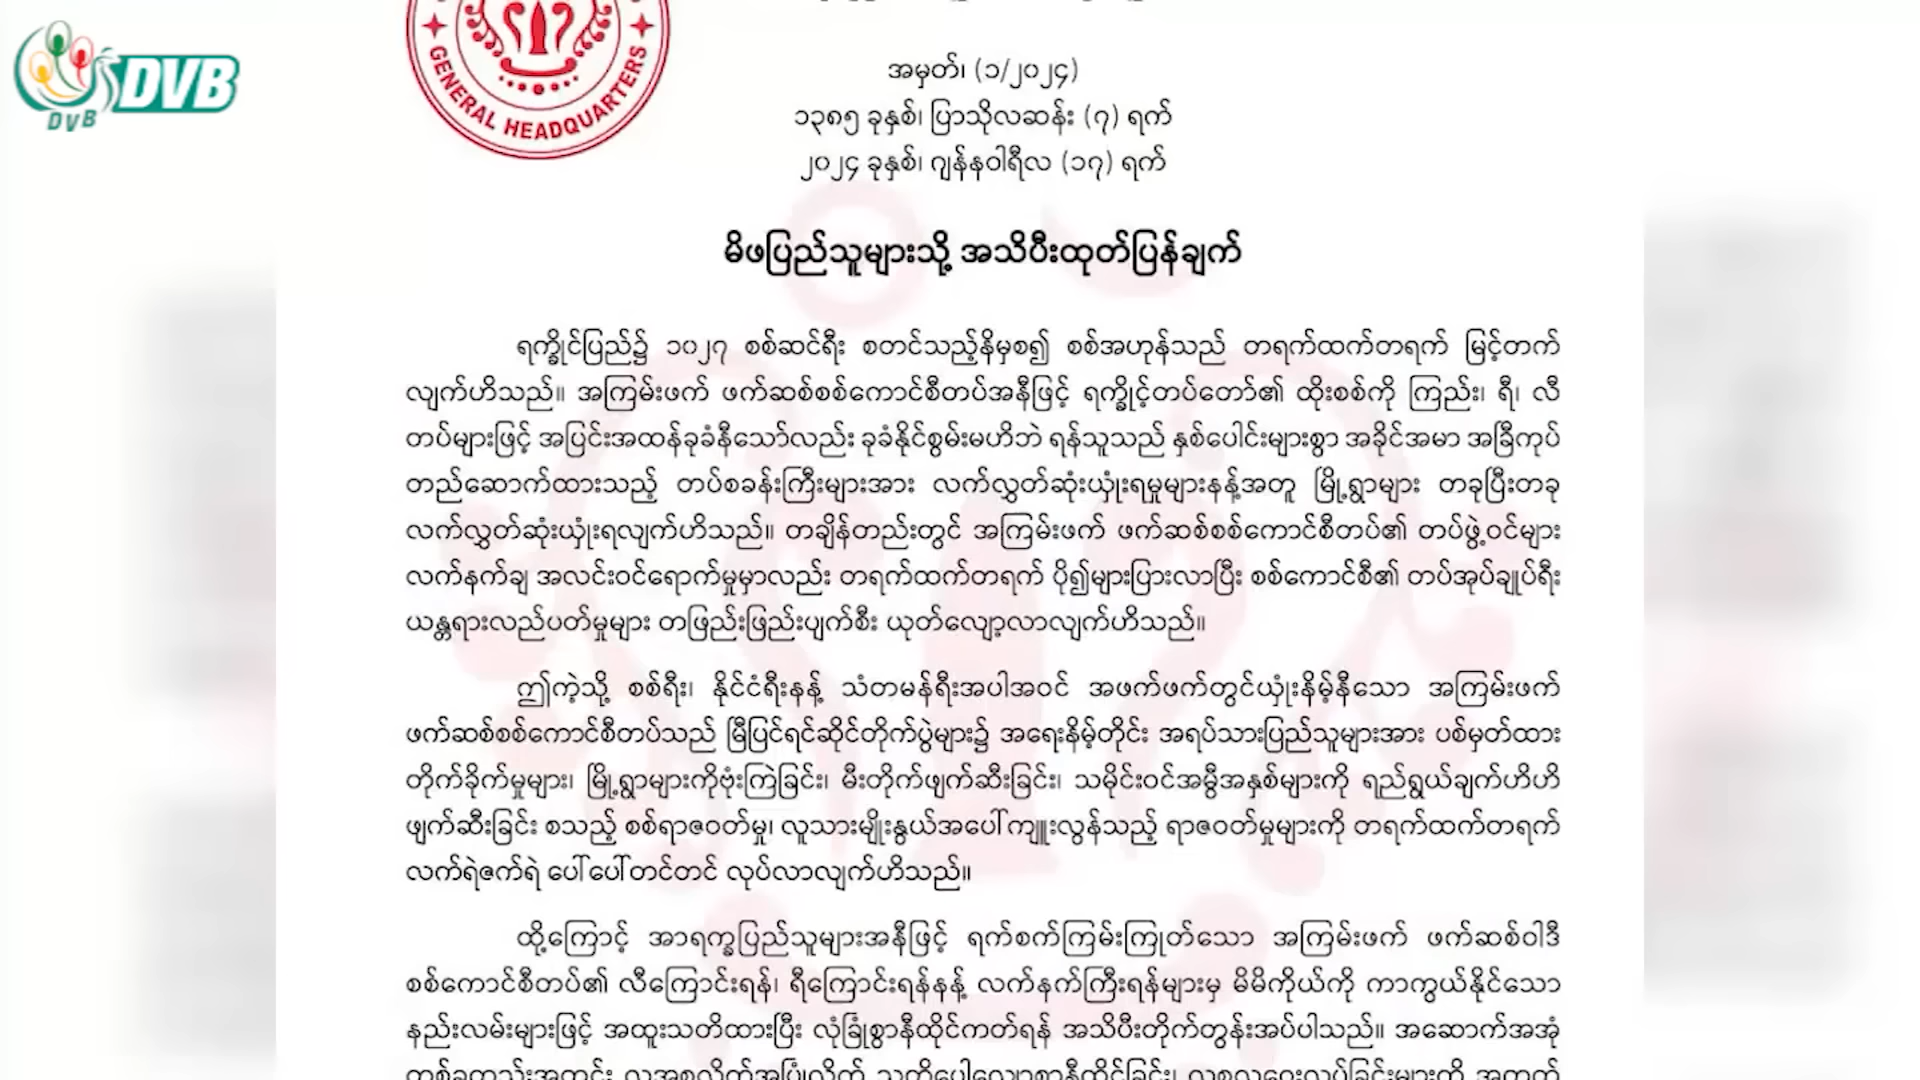 DVB
DVB
GENERAL HEADQUARTERS
အမှတ်၊ (၁/၂၀၂၄)
၁၃၈၅ ခုနှစ်၊ ပြာသိုလဆန်း (၇) ရက်
၂၀၂၄ ခုနှစ်၊ ဂျန်နဝါရီလ (၁၇) ရက်
မိဖပြည်သူများသို့ အသိပီးထုတ်ပြန်ချက်
ရက္ခိုင်ပြည်၌ ၁၀၂၇ စစ်ဆင်ရီး စတင်သည့်နိမှစ၍ စစ်အဟုန်သည် တရက်ထက်တရက် မြင့်တက်
လျက်ဟိသည်။ အကြမ်းဖက် ဖက်ဆစ်စစ်ကောင်စီတပ်အနီဖြင့် ရက္ခိုင့်တပ်တော်၏ ထိုးစစ်ကို ကြည်း၊ ရီ၊ လီ
တပ်များဖြင့် အပြင်းအထန်ခုခံနီသော်လည်း ခုခံနိုင်စွမ်းမဟိဘဲ ရန်သူသည် နှစ်ပေါင်းများစွာ အခိုင်အမာ အခြီကုပ်
တည်ဆောက်ထားသည့် တပ်စခန်းကြီးများအား လက်လွှတ်ဆုံးယှုံးရမှုများနန့်အတူ မြို့ရွာများ တခုပြီးတခု
လက်လွှတ်ဆုံးယှုံးရလျက်ဟိသည်။ တချိန်တည်းတွင် အကြမ်းဖက် ဖက်ဆစ်စစ်ကောင်စီတပ်၏ တပ်ဖွဲ့ဝင်များ
လက်နက်ချ အလင်းဝင်ရောက်မှုမှာလည်း တရက်ထက်တရက် ပို၍များပြားလာပြီး စစ်ကောင်စီ၏ တပ်အုပ်ချုပ်ရီး
ယန္တရားလည်ပတ်မှုများ တဖြည်းဖြည်းပျက်စီး ယုတ်လျော့လာလျက်ဟိသည်။
ဤကဲ့သို့ စစ်ရီး၊ နိုင်ငံရီးနန့် သံတမန်ရီးအပါအဝင် အဖက်ဖက်တွင်ယှုံးနိမ့်နီသော အကြမ်းဖက်
ဖက်ဆစ်စစ်ကောင်စီတပ်သည် မြီပြင်ရင်ဆိုင်တိုက်ပွဲများ၌ အရေးနိမ့်တိုင်း အရပ်သားပြည်သူများအား ပစ်မှတ်ထား
တိုက်ခိုက်မှုများ၊ မြို့ရွာများကိုဗုံးကြဲခြင်း၊ မီးတိုက်ဖျက်ဆီးခြင်း၊ သမိုင်းဝင်အမွီအနှစ်များကို ရည်ရွယ်ချက်ဟိဟိ
ဖျက်ဆီးခြင်း စသည့် စစ်ရာဇဝတ်မှု၊ လူသားမျိုးနွယ်အပေါ်ကျူးလွန်သည့် ရာဇဝတ်မှုများကို တရက်ထက်တရက်
လက်ရဲဇက်ရဲ ပေါ်ပေါ်တင်တင် လုပ်လာလျက်ဟိသည်။
ထို့ကြောင့် အာရက္ခပြည်သူများအနီဖြင့် ရက်စက်ကြမ်းကြုတ်သော အကြမ်းဖက် ဖက်ဆစ်ဝါဒီ
စစ်ကောင်စီတပ်၏ လီကြောင်းရန်၊ ရီကြောင်းရန်နန့် လက်နက်ကြီးရန်များမှ မိမိကိုယ်ကို ကာကွယ်နိုင်သော
နည်းလမ်းများဖြင့် အထူးသတိထားပြီး လုံခြုံစွာနီထိုင်ကတ်ရန် အသိပီးတိုက်တွန်းအပ်ပါသည်။ အဆောက်အအုံ